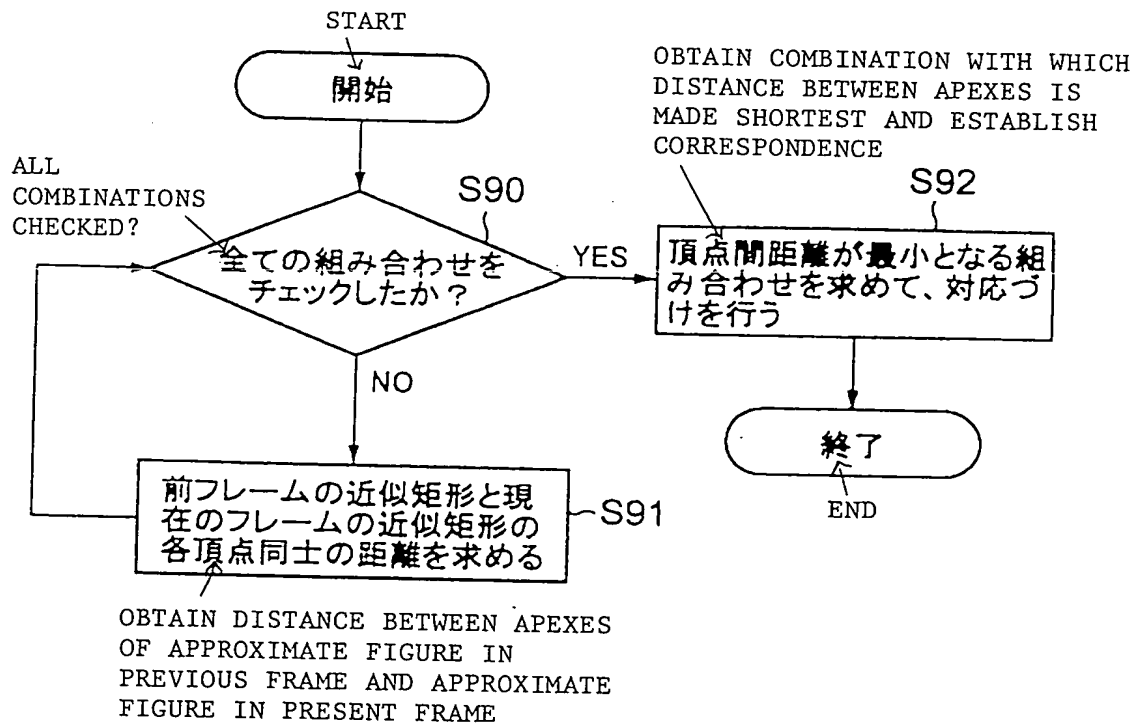 START
開始
ALL
COMBINATIONS
CHECKED?
S90
全ての組み合わせを
チェックしたか？
YES
NO
前フレームの近似矩形と現
在のフレームの近似矩形の
各頂点同士の距離を求める
S91
OBTAIN DISTANCE BETWEEN APEXES
OF APPROXIMATE FIGURE IN
PREVIOUS FRAME AND APPROXIMATE
FIGURE IN PRESENT FRAME
OBTAIN COMBINATION WITH WHICH
DISTANCE BETWEEN APEXES IS
MADE SHORTEST AND ESTABLISH
CORRESPONDENCE
S92
頂点間距離が最小となる組
み合わせを求めて、対応づ
けを行う
終了
END